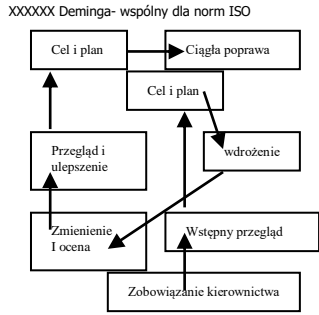 XXXXXX Deminga- wspólny dla norm ISO
Cel i plan
Ciągła poprawa
Cel i plan
Przegląd i
ulepszenie
wdrożenie
Zmienienie
I ocena
Wstępny przegląd
Zobowiązanie kierownictwa